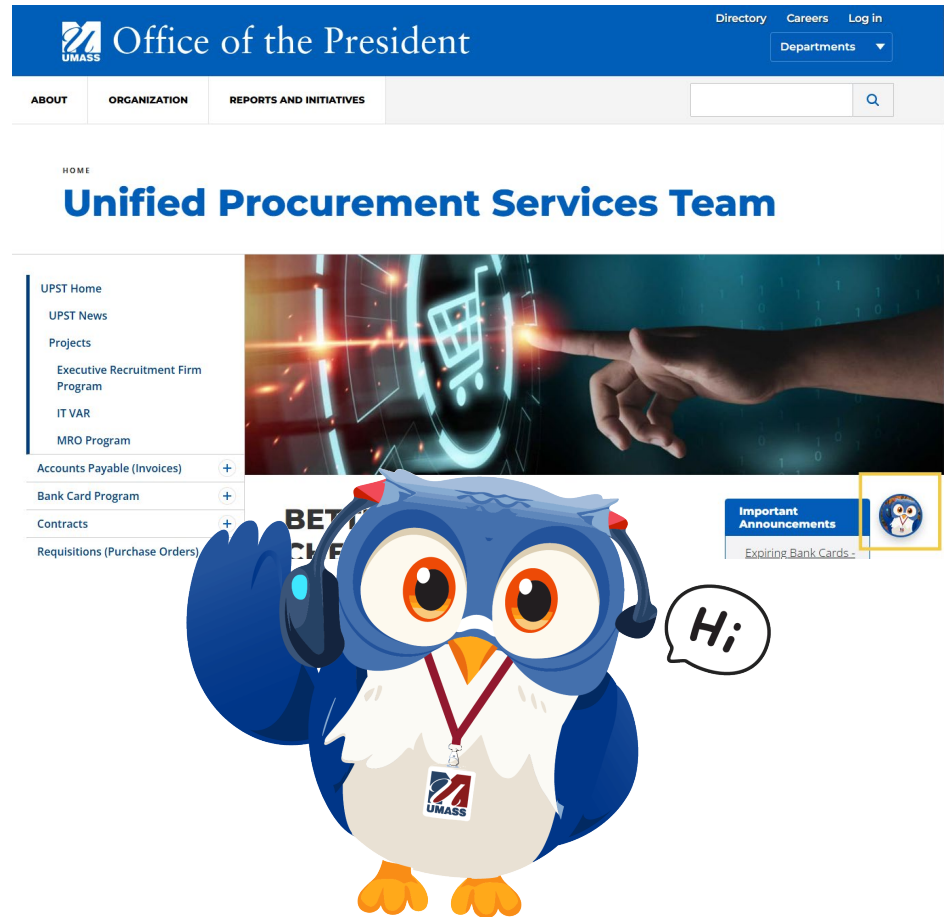 Directory Careers Log in
UMASS
Office of the President
Departments
ABOUT ORGANIZATION REPORTS AND INITIATIVES
HOME
Unified Procurement Services Team
UPST Home
UPST News
Projects
Executive Recruitment Firm
Program
IT VAR
MRO Program
Accounts Payable (Invoices)
Bank Card Program
Contracts
Requisitions (Purchase Orders)
Important
Announcements
Expiring Bank Cards -
Hi
UMASS